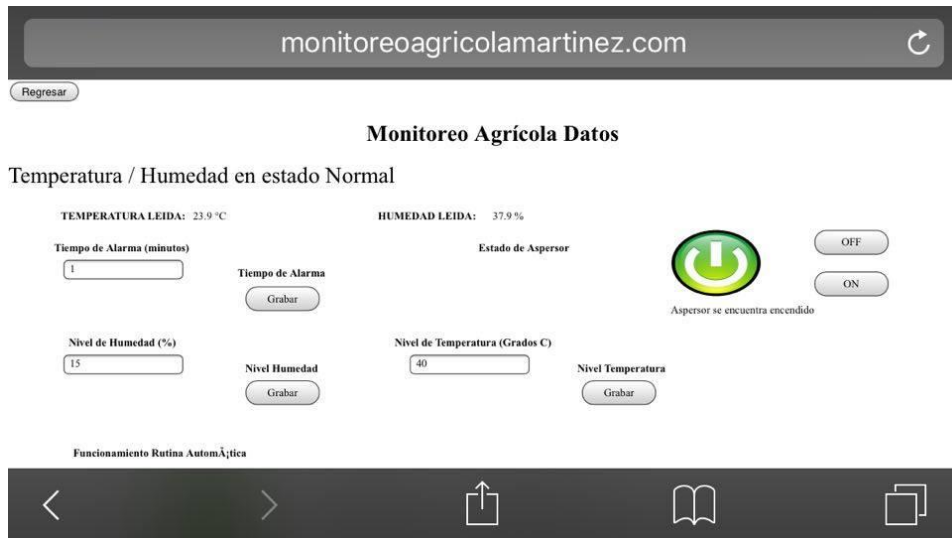 monitoreoagricolamartinez.com
Regresar
Monitoreo Agrícola Datos
Temperatura / Humedad en estado Normal
TEMPERATURA LEIDA: 23.9 °C HUMEDAD LEIDA: 37.9 %
Tiempo de Alarma (minutos) Estado de Aspersor OFF
1 Tiempo de Alarma ON
Grabar
Aspersor se encuentra encendido
Nivel de Humedad (%) Nivel de Temperatura (Grados C)
15 Nivel Humedad 40 Nivel Temperatura
Grabar Grabar
Funcionamiento Rutina AutomÃ¡tica